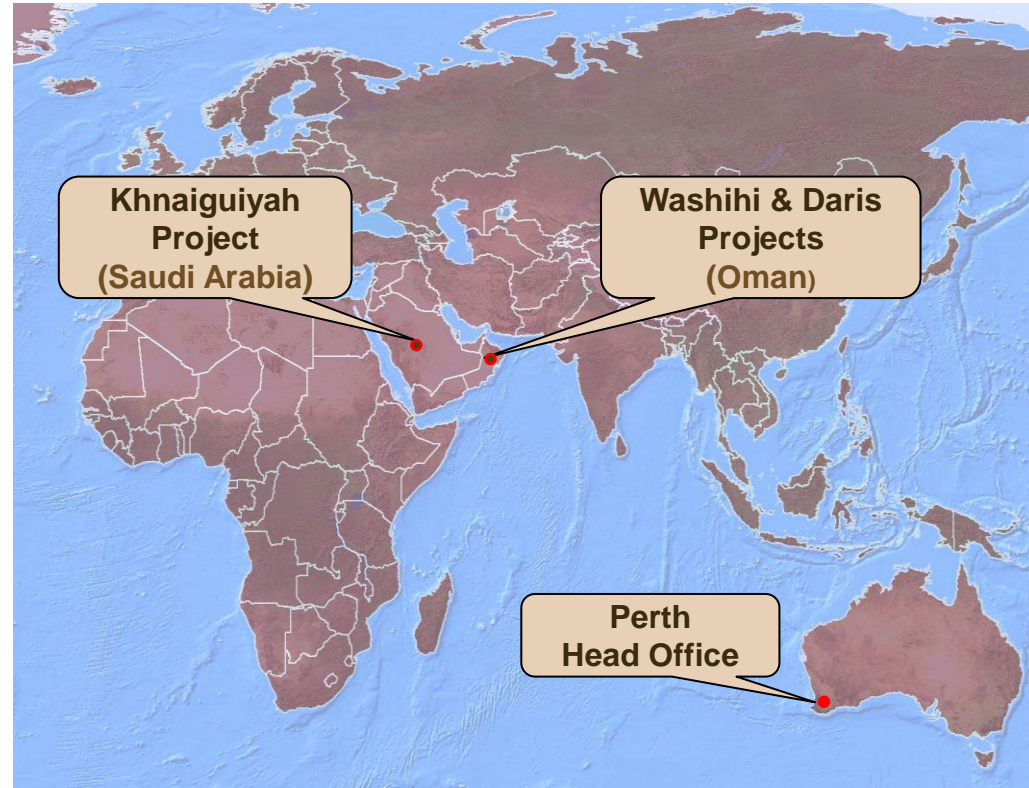 Khnaiguiyah
Project
(Saudi Arabia)
Washihi & Daris
Projects
(Oman)
Perth
Head Office